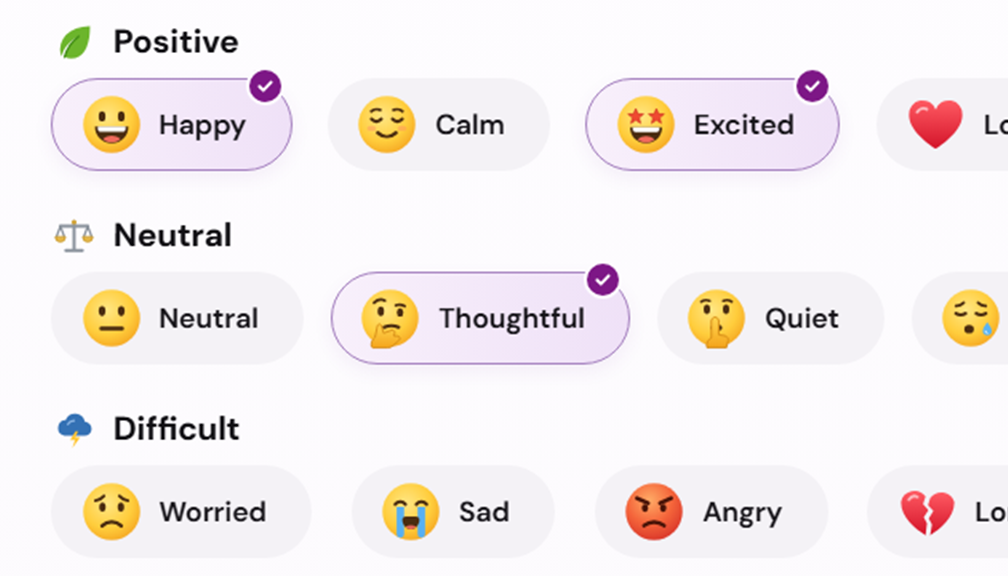 Positive
Happy Calm Excited
Neutral
Neutral Thoughtful Quiet
Difficult
Worried Sad Angry